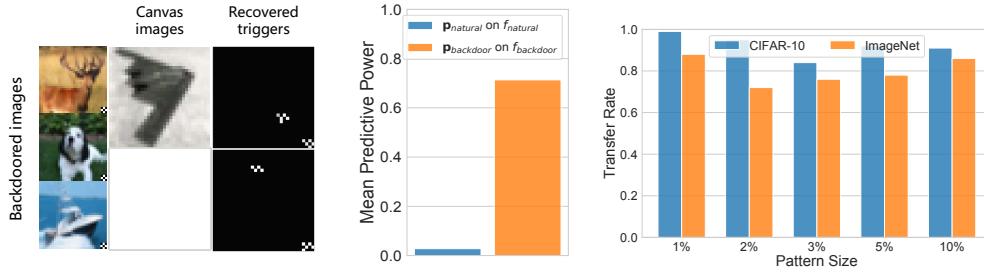 Canvas images
Recovered triggers
Backdoored images
Mean Predictive Power
1.0
0.8
0.6
0.4
0.2
0.0
p_natural on f_natural
p_backdoor on f_backdoor
Transfer Rate
1.0
0.8
0.6
0.4
0.2
0.0
CIFAR-10
ImageNet
1%
2%
3%
5%
10%
Pattern Size